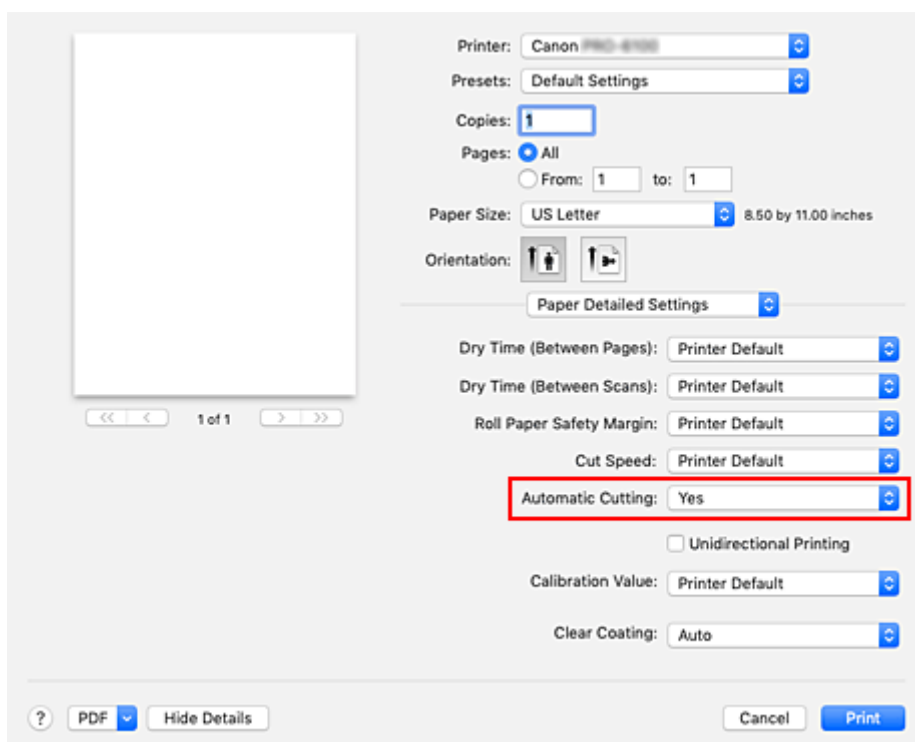 Printer: Canon
Presets: Default Settings
Copies: 1
Pages: All
From: 1 to: 1
Paper Size: US Letter 8.50 by 11.00 inches
Orientation:
Paper Detailed Settings
Dry Time (Between Pages): Printer Default
Dry Time (Between Scans): Printer Default
1 of 1
Roll Paper Safety Margin: Printer Default
Cut Speed: Printer Default
Automatic Cutting: Yes
Unidirectional Printing
Calibration Value: Printer Default
Clear Coating: Auto
? PDF Hide Details Cancel Print